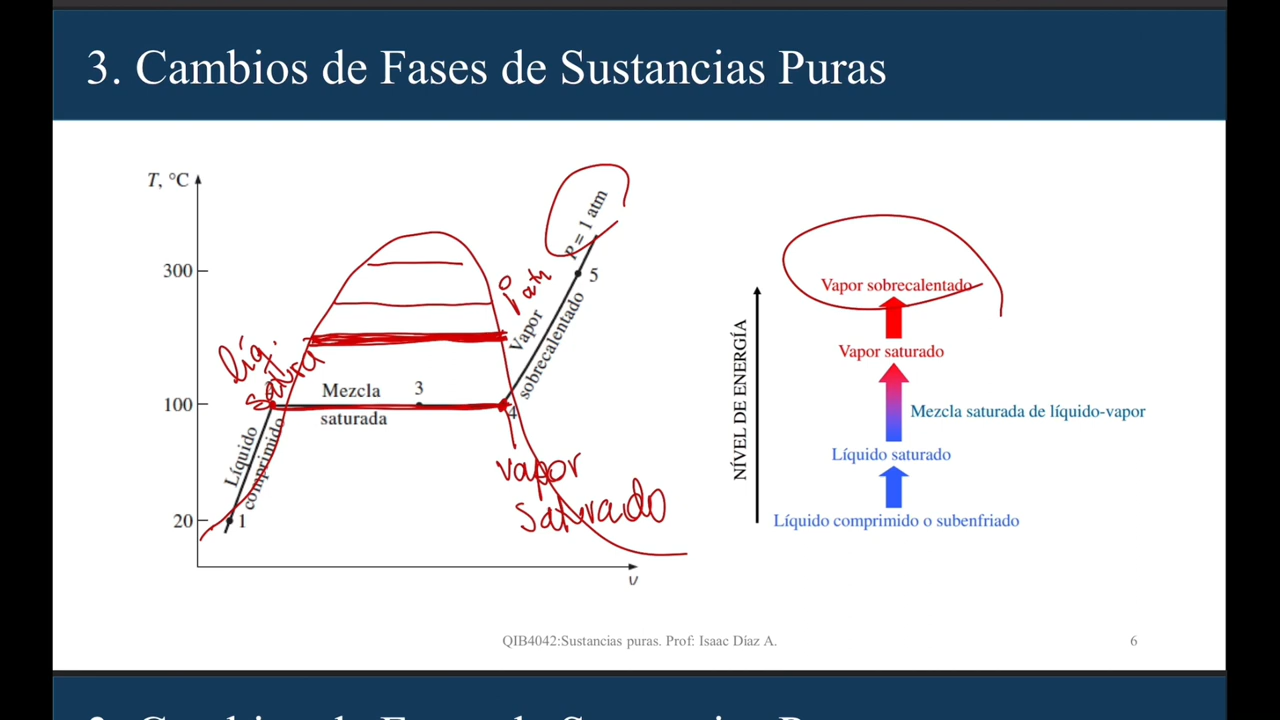 3. Cambios de Fases de Sustancias Puras
T, °C
300
100
20
P = 1 atm
5
Vapor
sobrecalentado
líq.
Mezcla
3
saturada
4
Líquido
comprimido
1
vapor
saturado
v
NÍVEL DE ENERGÍA
Vapor sobrecalentado
Vapor saturado
Mezcla saturada de líquido-vapor
Líquido saturado
Líquido comprimido o subenfriado
QIB4042:Sustancias puras. Prof: Isaac Díaz A.
6